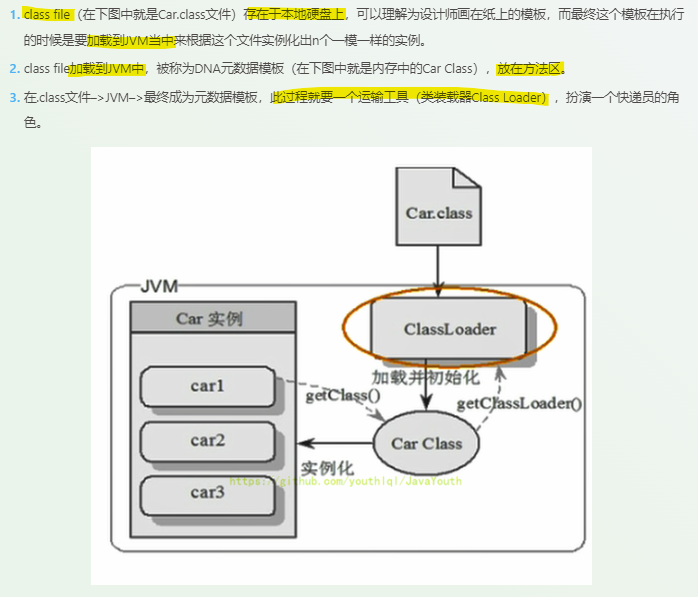 1. class file（在下图中就是Car.class文件）存在于本地硬盘上，可以理解为设计师画在纸上的模板，而最终这个模板在执行
的时候是要加载到JVM当中来根据这个文件实例化出n个一模一样的实例。
2. class file加载到JVM中，被称为DNA元数据模板（在下图中就是内存中的Car Class），放在方法区。
3. 在.class文件–>JVM–>最终成为元数据模板，此过程就要一个运输工具（类装载器Class Loader），扮演一个快递员的角
色。
Car.class
JVM
Car 实例
ClassLoader
加载并初始化
car1
getClass()
getClassLoader()
car2
Car Class
实例化
https://github.com/youthlql/JavaYouth
car3